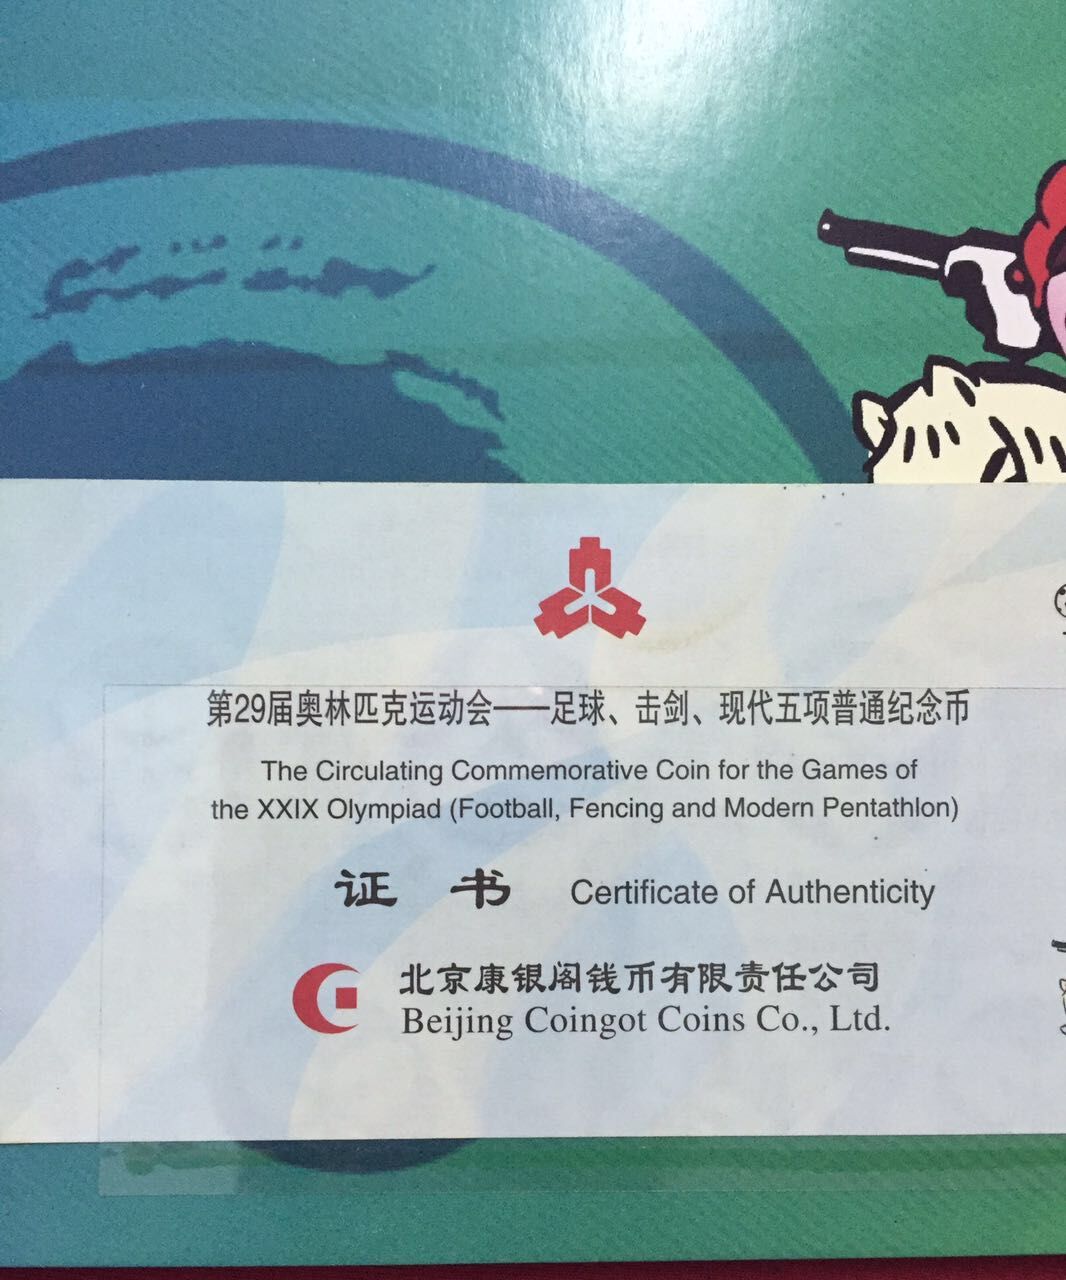 第29届奥林匹克运动会——足球、击剑、现代五项普通纪念币
The Circulating Commemorative Coin for the Games of
the XXIX Olympiad (Football, Fencing and Modern Pentathlon)
证 书 Certificate of Authenticity
北京康银阁钱币有限责任公司
Beijing Coingot Coins Co., Ltd.